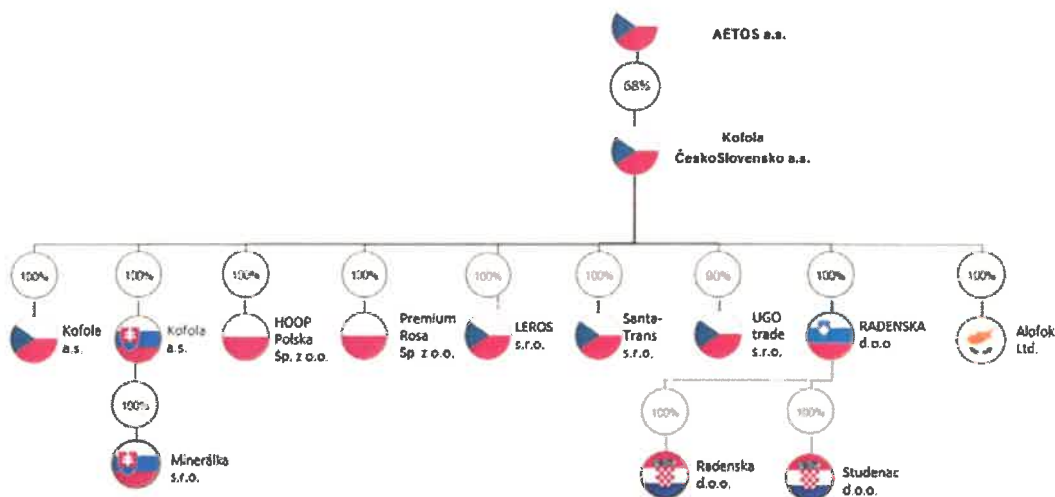 AETOS a.s.
68%
Kofola
ČeskoSlovensko a.s.
100%
100%
100%
100%
100%
100%
90%
100%
100%
Kofola
a.s.
Kofola
a.s.
HOOP
Polska
Sp. z o.o.
Premium
Rosa
Sp z o.o.
LEROS
s.r.o.
Santa-
Trans
s.r.o.
UGO
trade
s.r.o.
RADENSKA
d.o.o
Alofok
Ltd.
100%
100%
100%
Minerálka
s.r.o.
Radenska
d.o.o.
Studenac
d.o.o.